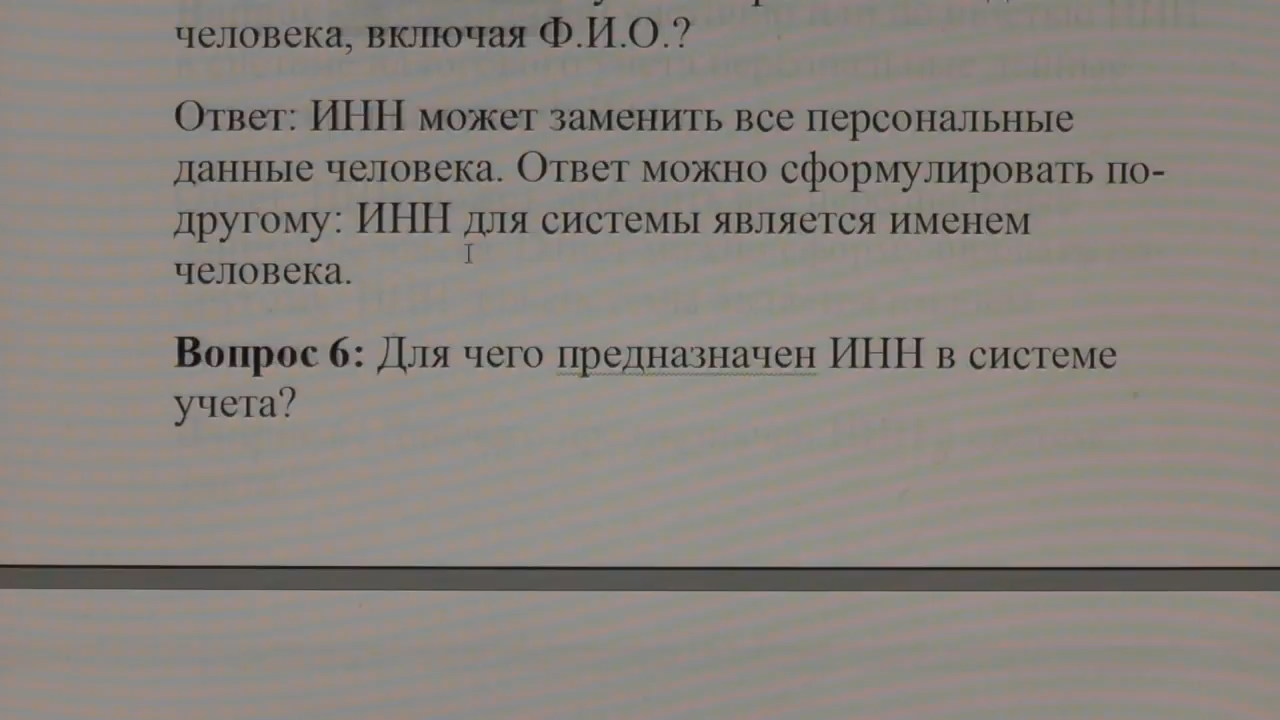 человека, включая Ф.И.О.?
Ответ: ИНН может заменить все персональные
данные человека. Ответ можно сформулировать по-
другому: ИНН для системы является именем
человека.
Вопрос 6: Для чего предназначен ИНН в системе
учета?